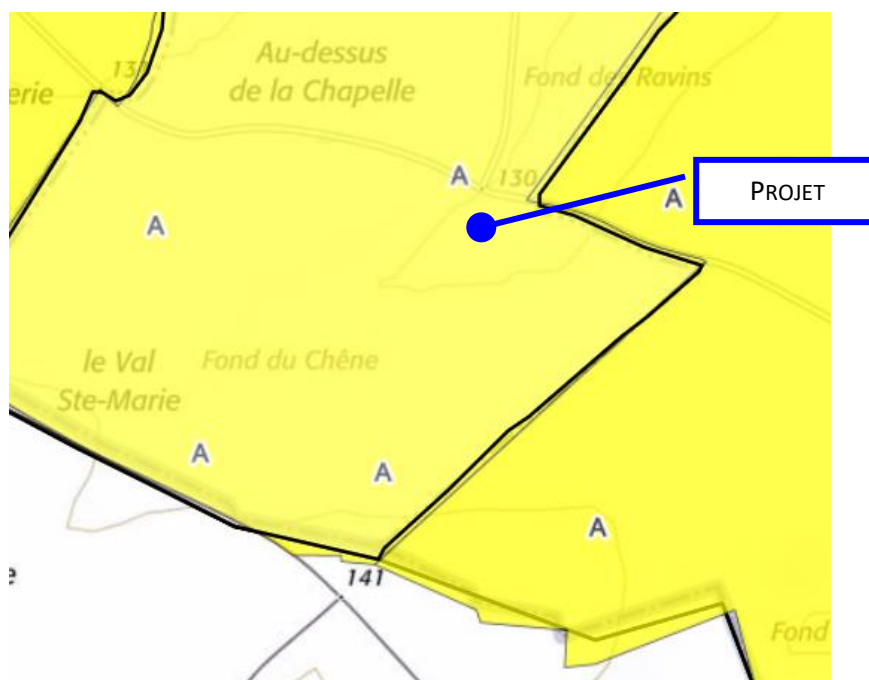 Au-dessus
de la Chapelle
Fond des Ravins
erie
A
130
A
PROJET
A
le Val
Ste-Marie
Fond du Chêne
A
A
A
141
e
Fond